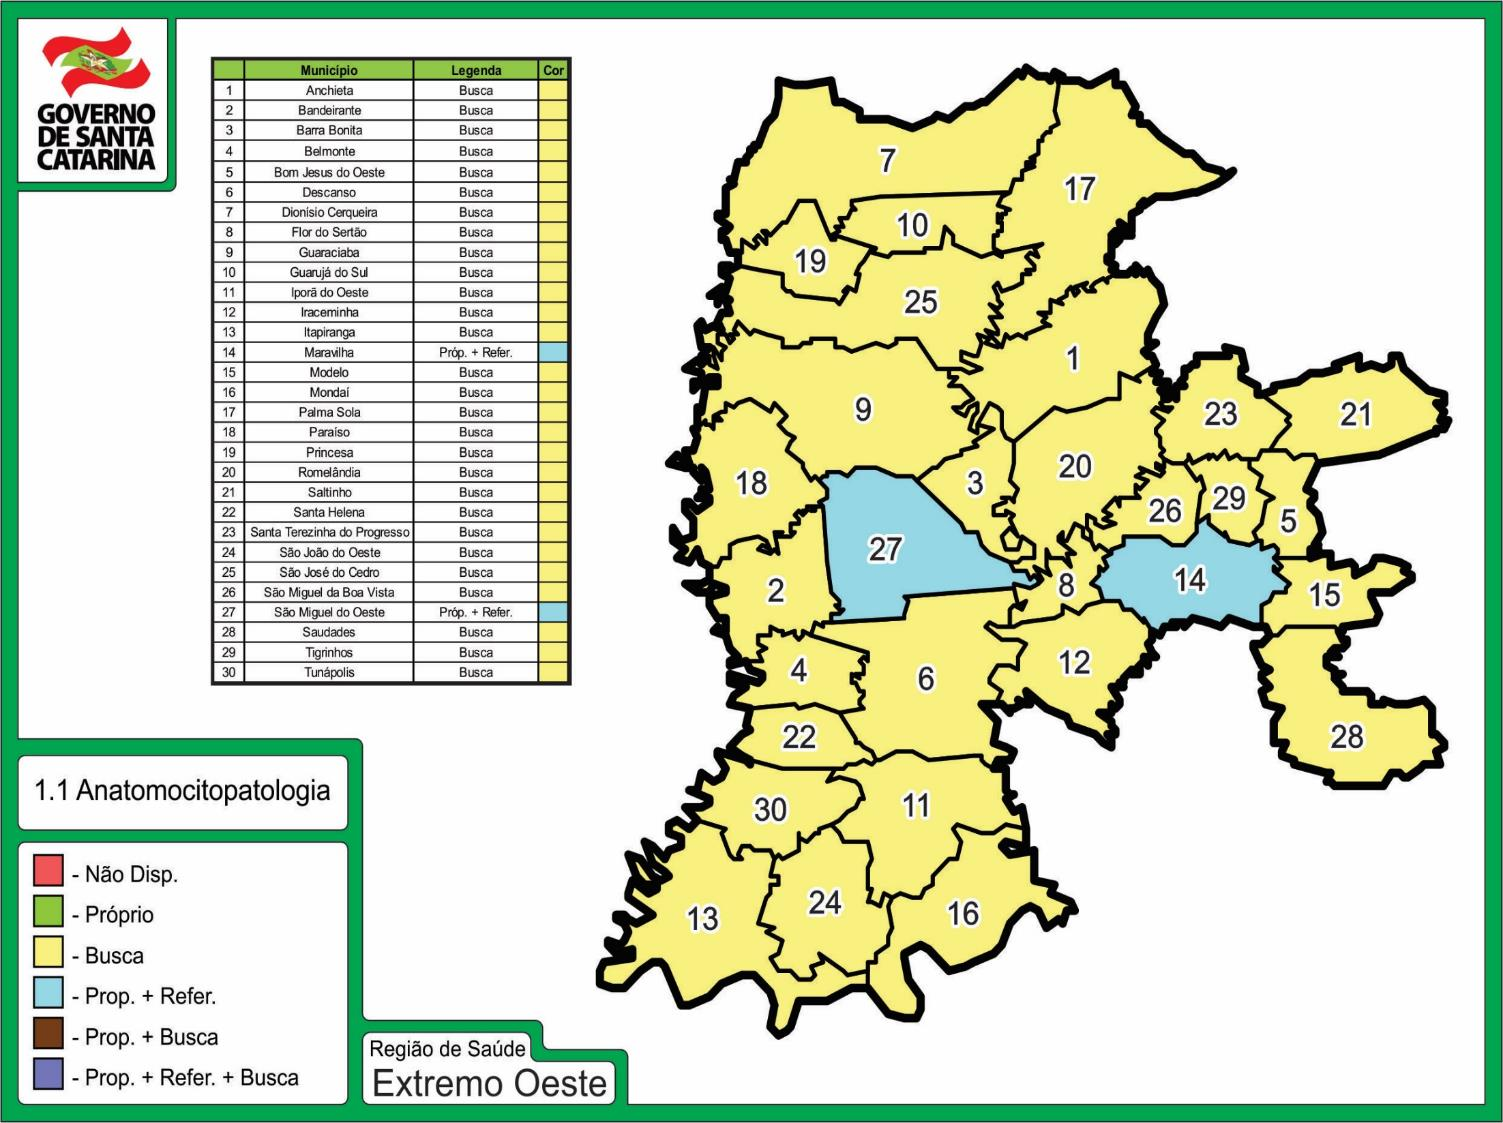 GOVERNO
DE SANTA
CATARINA
Município Legenda Cor
1 Anchieta Busca
2 Bandeirante Busca
3 Barra Bonita Busca
4 Belmonte Busca
5 Bom Jesus do Oeste Busca
6 Descanso Busca
7 Dionísio Cerqueira Busca
8 Flor do Sertão Busca
9 Guaraciaba Busca
10 Guarujá do Sul Busca
11 Iporã do Oeste Busca
12 Iraceminha Busca
13 Itapiranga Busca
14 Maravilha Próp. + Refer.
15 Modelo Busca
16 Mondaí Busca
17 Palma Sola Busca
18 Paraíso Busca
19 Princesa Busca
20 Romelândia Busca
21 Saltinho Busca
22 Santa Helena Busca
23 Santa Terezinha do Progresso Busca
24 São João do Oeste Busca
25 São José do Cedro Busca
26 São Miguel da Boa Vista Busca
27 São Miguel do Oeste Próp. + Refer.
28 Saudades Busca
29 Tigrinhos Busca
30 Tunápolis Busca
7
17
10
19
25
1
9
23
21
18
3
20
26
29
5
27
2
8
14
15
4
6
12
22
28
30
11
13
24
16
1.1 Anatomocitopatologia
- Não Disp.
- Próprio
- Busca
- Prop. + Refer.
- Prop. + Busca
- Prop. + Refer. + Busca
Região de Saúde
Extremo Oeste